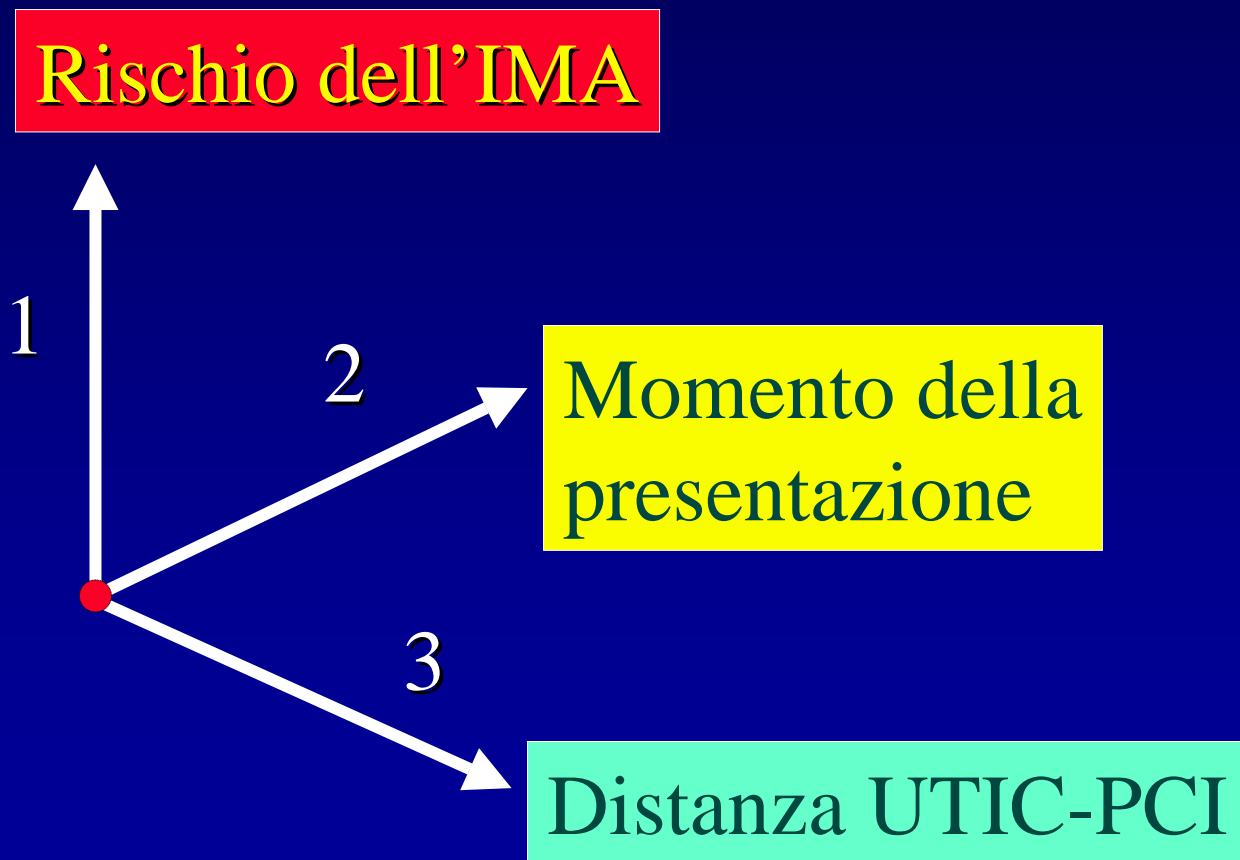 Rischio dell’IMA
1
2
Momento della
presentazione
3
Distanza UTIC-PCI